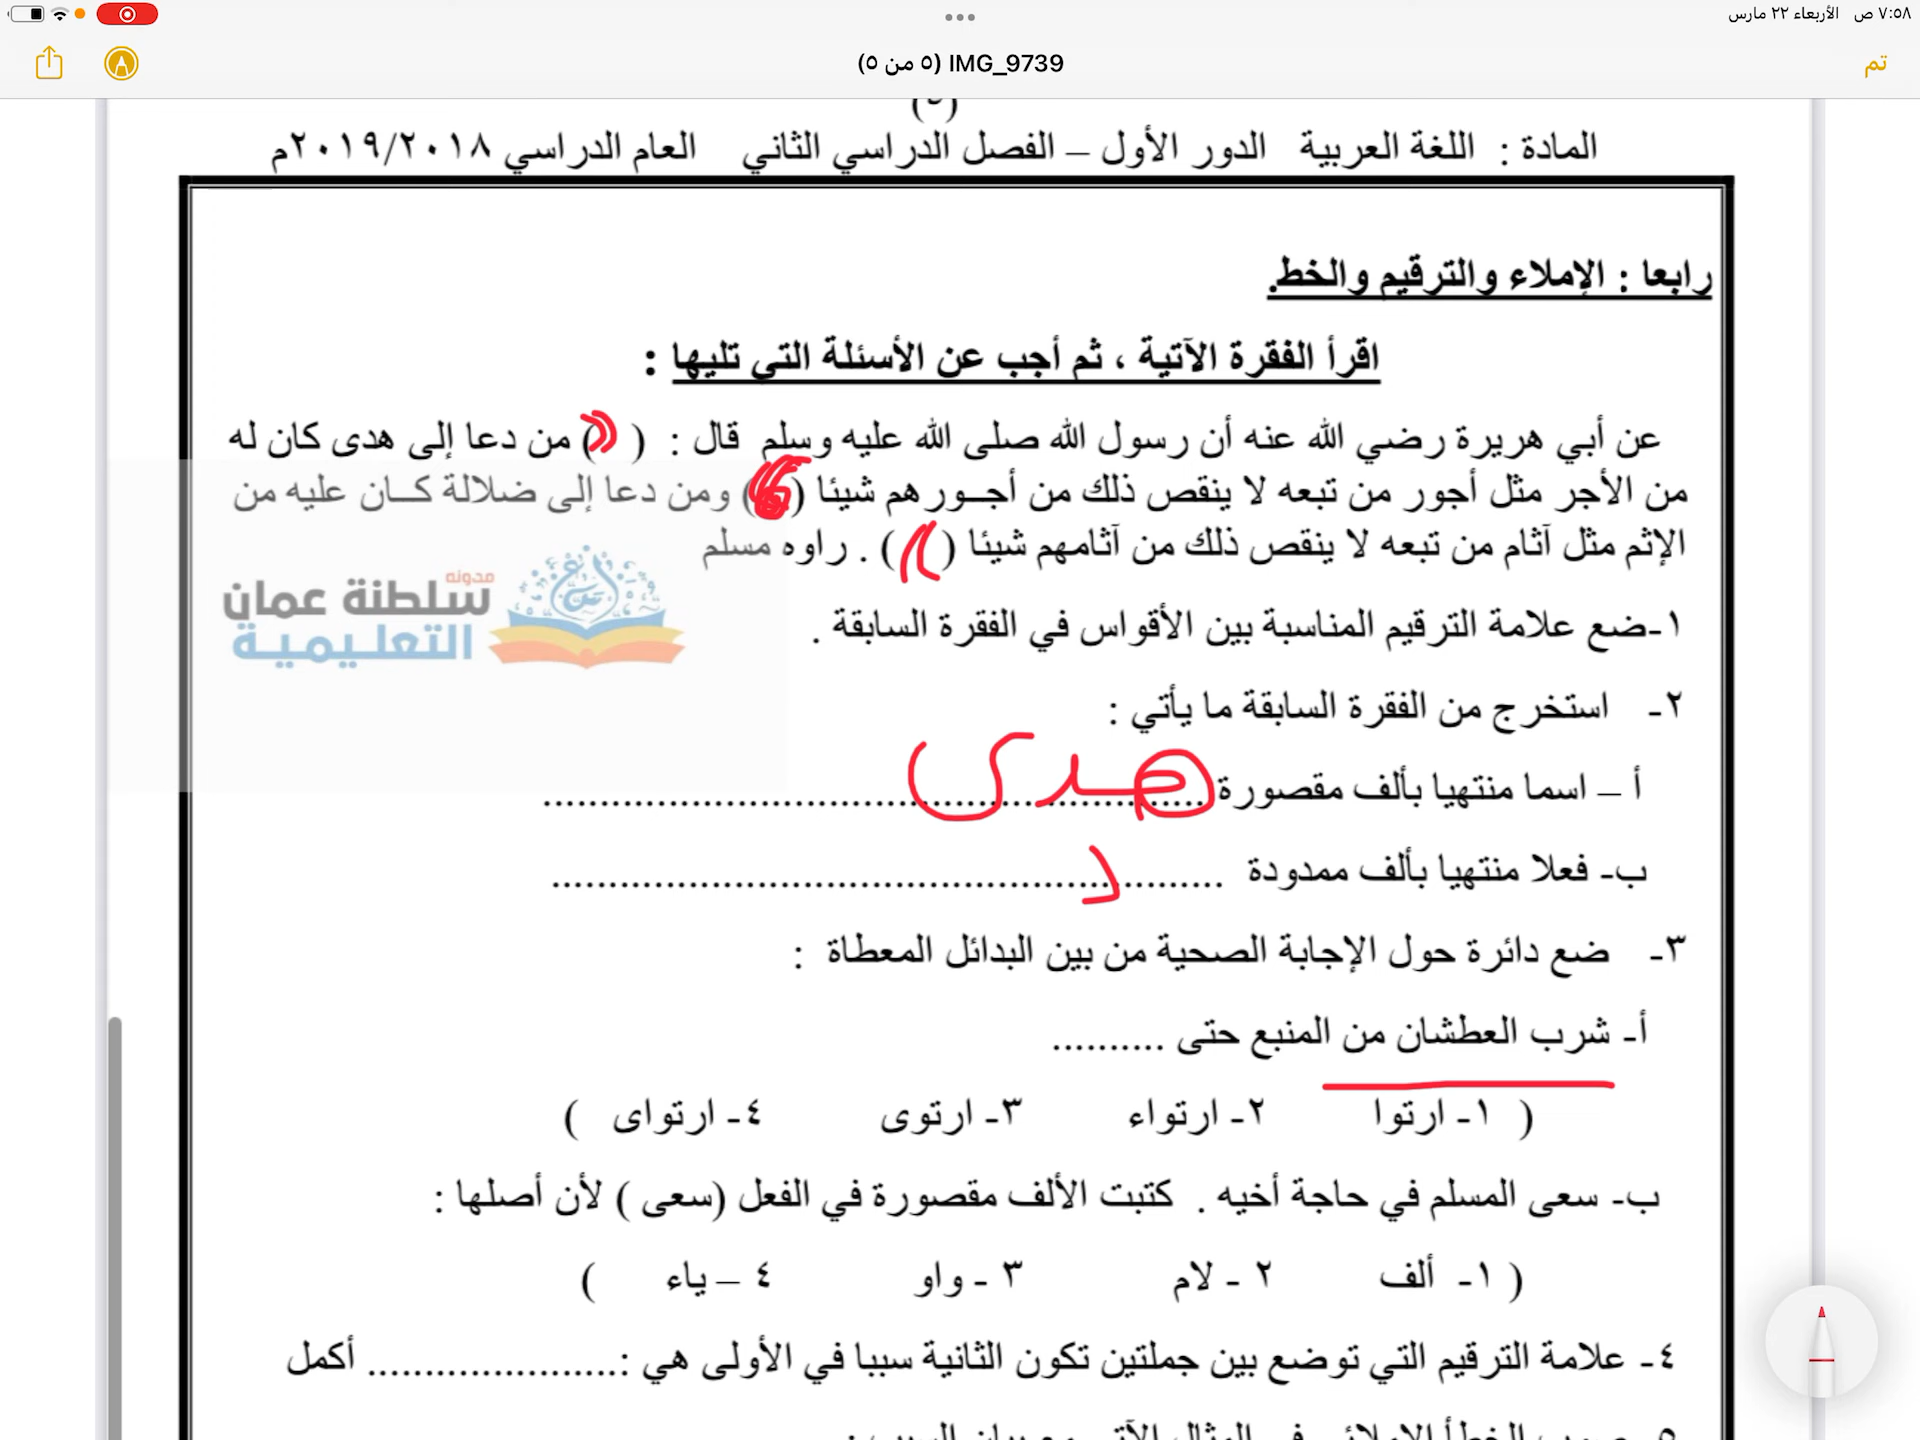 ٧:٥٨ ص الأربعاء ٢٢ مارس
IMG_9739 (٥ من ٥)
تم
(٥)
المادة : اللغة العربية الدور الأول – الفصل الدراسي الثاني العام الدراسي ٢٠١٩/٢٠١٨م
رابعا : الإملاء والترقيم والخط.
اقرأ الفقرة الآتية ، ثم أجب عن الأسئلة التي تليها :
عن أبي هريرة رضي الله عنه أن رسول الله صلى الله عليه وسلم قال : ( » ) من دعا إلى هدى كان له
من الأجر مثل أجور من تبعه لا ينقص ذلك من أجـورهم شيئا ( ) ومن دعا إلى ضلالة كـان عليه من
الإثم مثل آثام من تبعه لا ينقص ذلك من آثامهم شيئا ( ) . راوه مسلم
مدونه
سلطنة عمان
التعليمية
١-ضع علامة الترقيم المناسبة بين الأقواس في الفقرة السابقة .
٢- استخرج من الفقرة السابقة ما يأتي :
أ – اسما منتهيا بألف مقصورة هدى
ب- فعلا منتهيا بألف ممدودة د
٣- ضع دائرة حول الإجابة الصحية من بين البدائل المعطاة :
أ- شرب العطشان من المنبع حتى ..........
( ١- ارتوا ٢- ارتواء ٣- ارتوى ٤- ارتواى )
ب- سعى المسلم في حاجة أخيه . كتبت الألف مقصورة في الفعل (سعى ) لأن أصلها :
( ١- ألف ٢ - لام ٣ - واو ٤ – ياء )
٤- علامة الترقيم التي توضع بين جملتين تكون الثانية سببا في الأولى هي :...................... أكمل